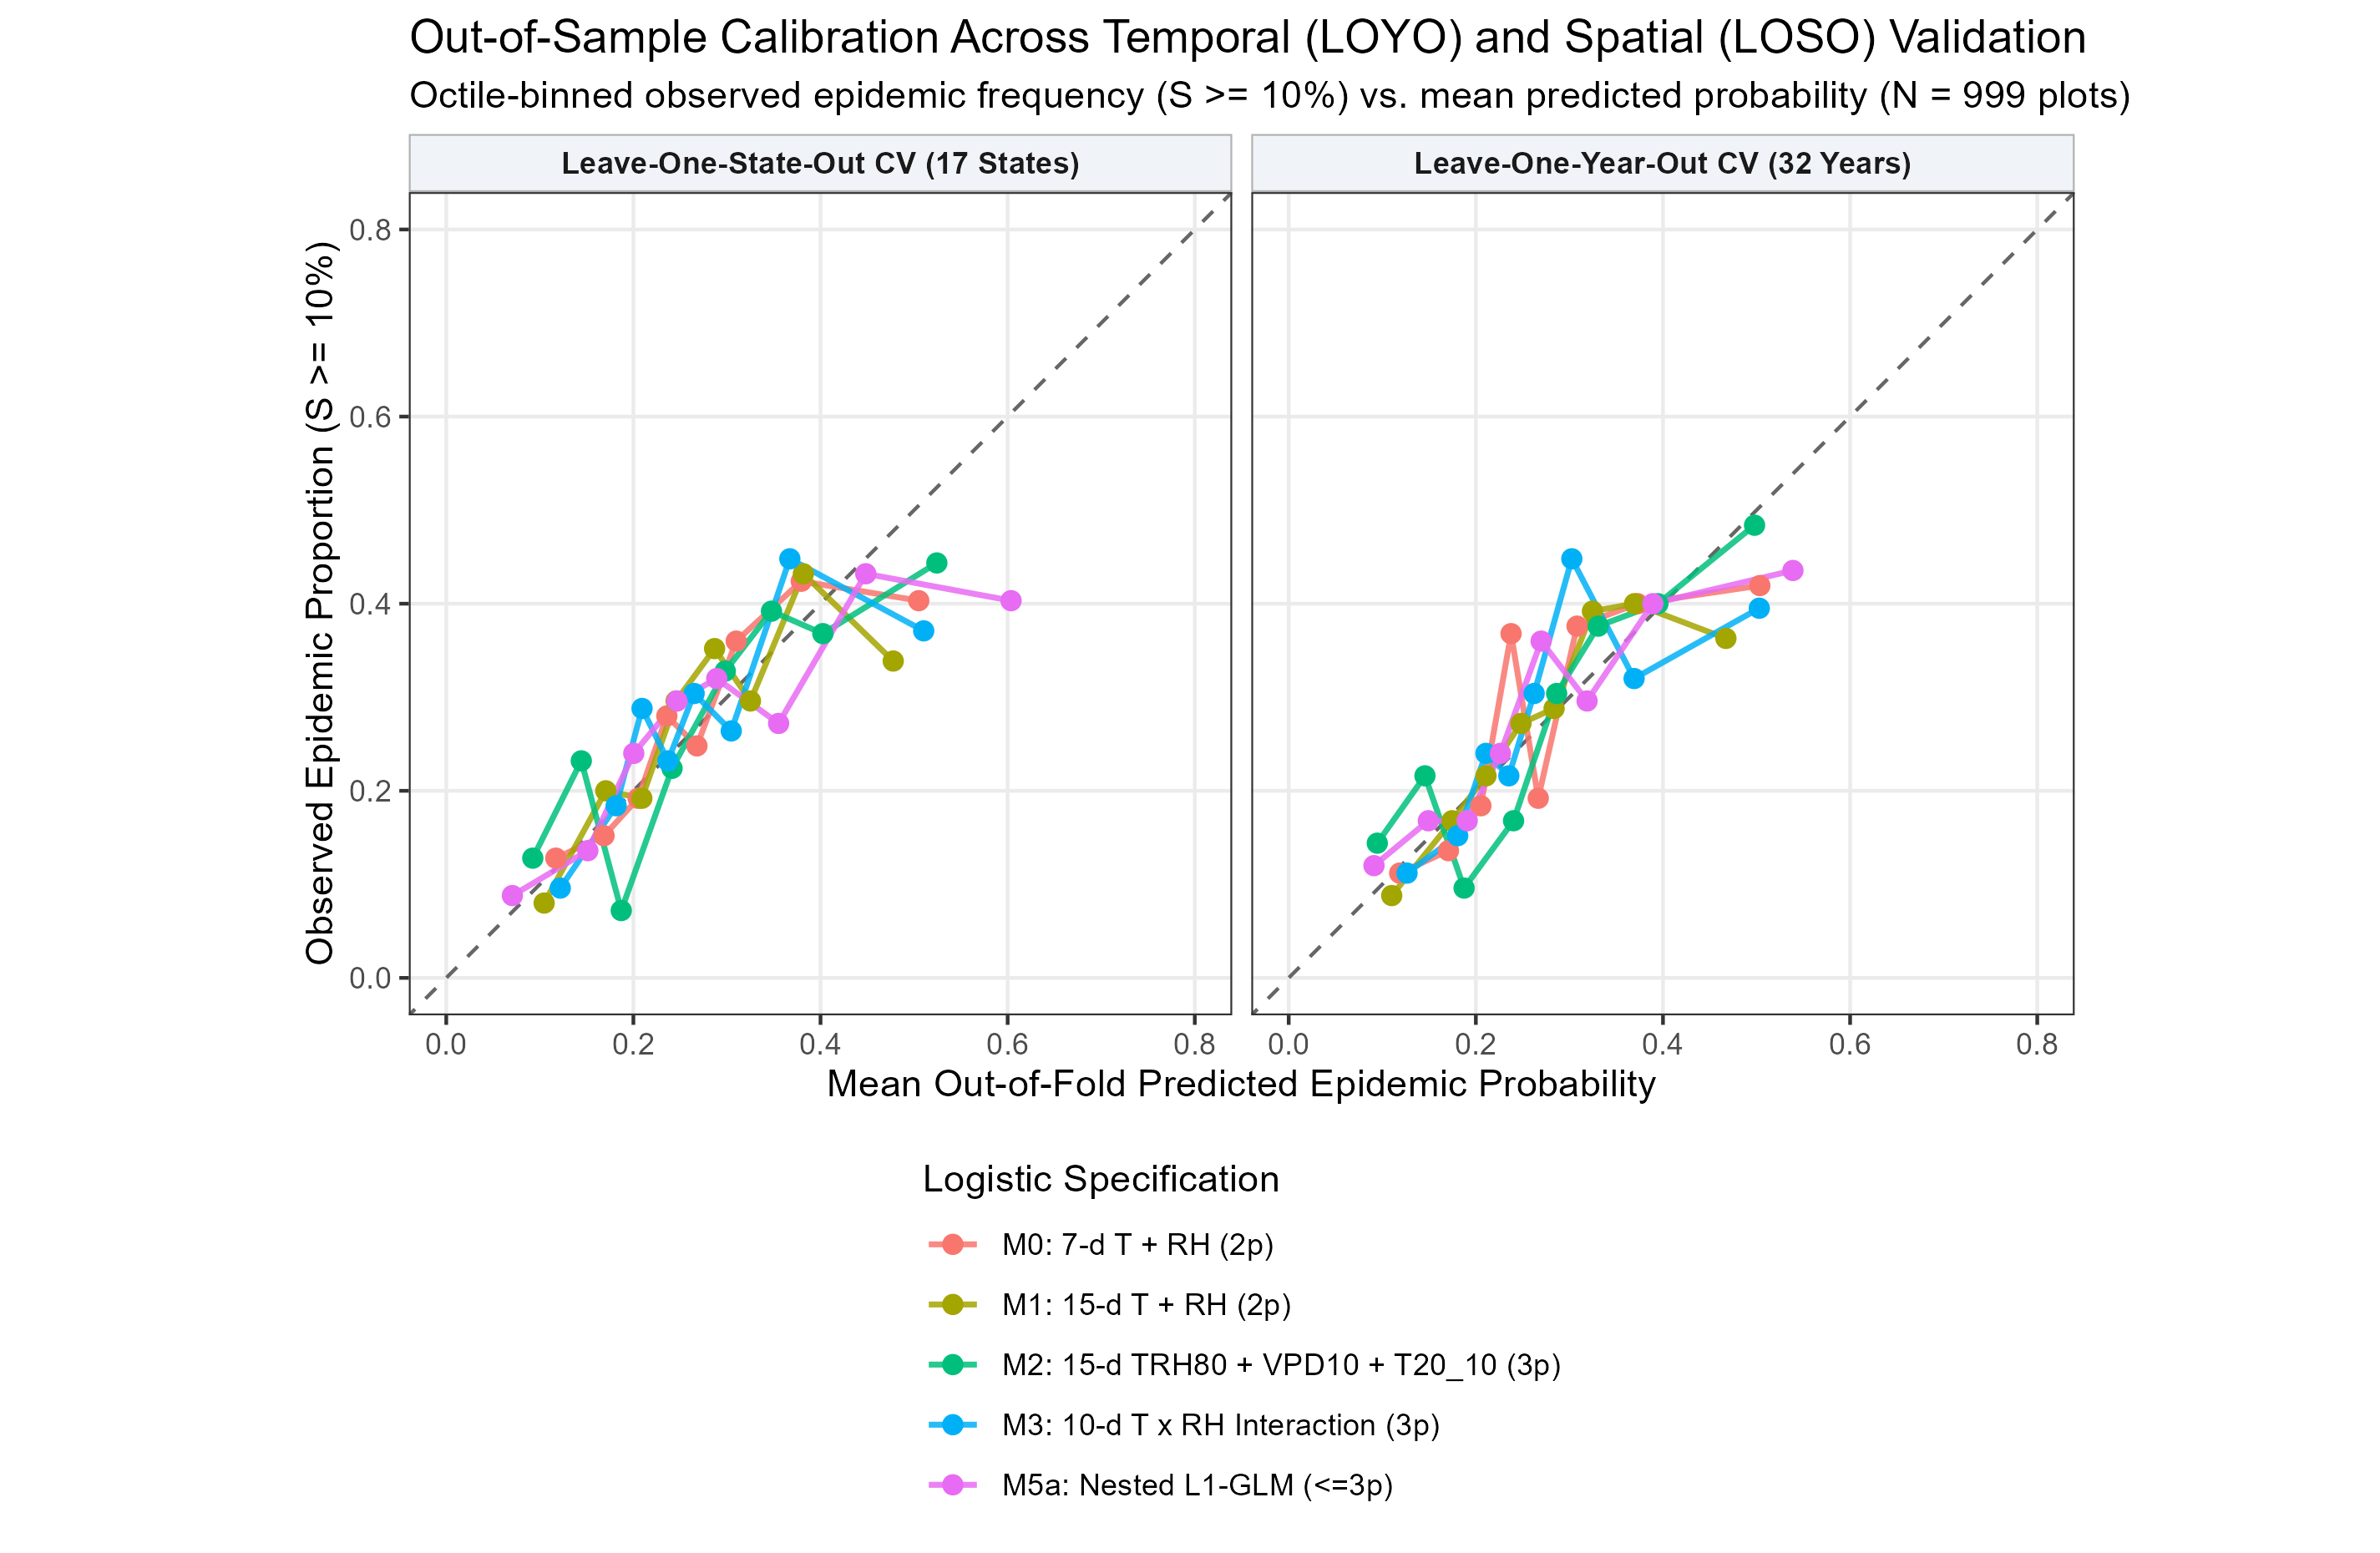 Out-of-Sample Calibration Across Temporal (LOYO) and Spatial (LOSO) Validation
Octile-binned observed epidemic frequency (S >= 10%) vs. mean predicted probability (N = 999 plots)
Leave-One-State-Out CV (17 States)
Leave-One-Year-Out CV (32 Years)
Observed Epidemic Proportion (S >= 10%)
0.8
0.6
0.4
0.2
0.0
0.0 0.2 0.4 0.6 0.8
0.0 0.2 0.4 0.6 0.8
Mean Out-of-Fold Predicted Epidemic Probability
Logistic Specification
M0: 7-d T + RH (2p)
M1: 15-d T + RH (2p)
M2: 15-d TRH80 + VPD10 + T20_10 (3p)
M3: 10-d T x RH Interaction (3p)
M5a: Nested L1-GLM (<=3p)